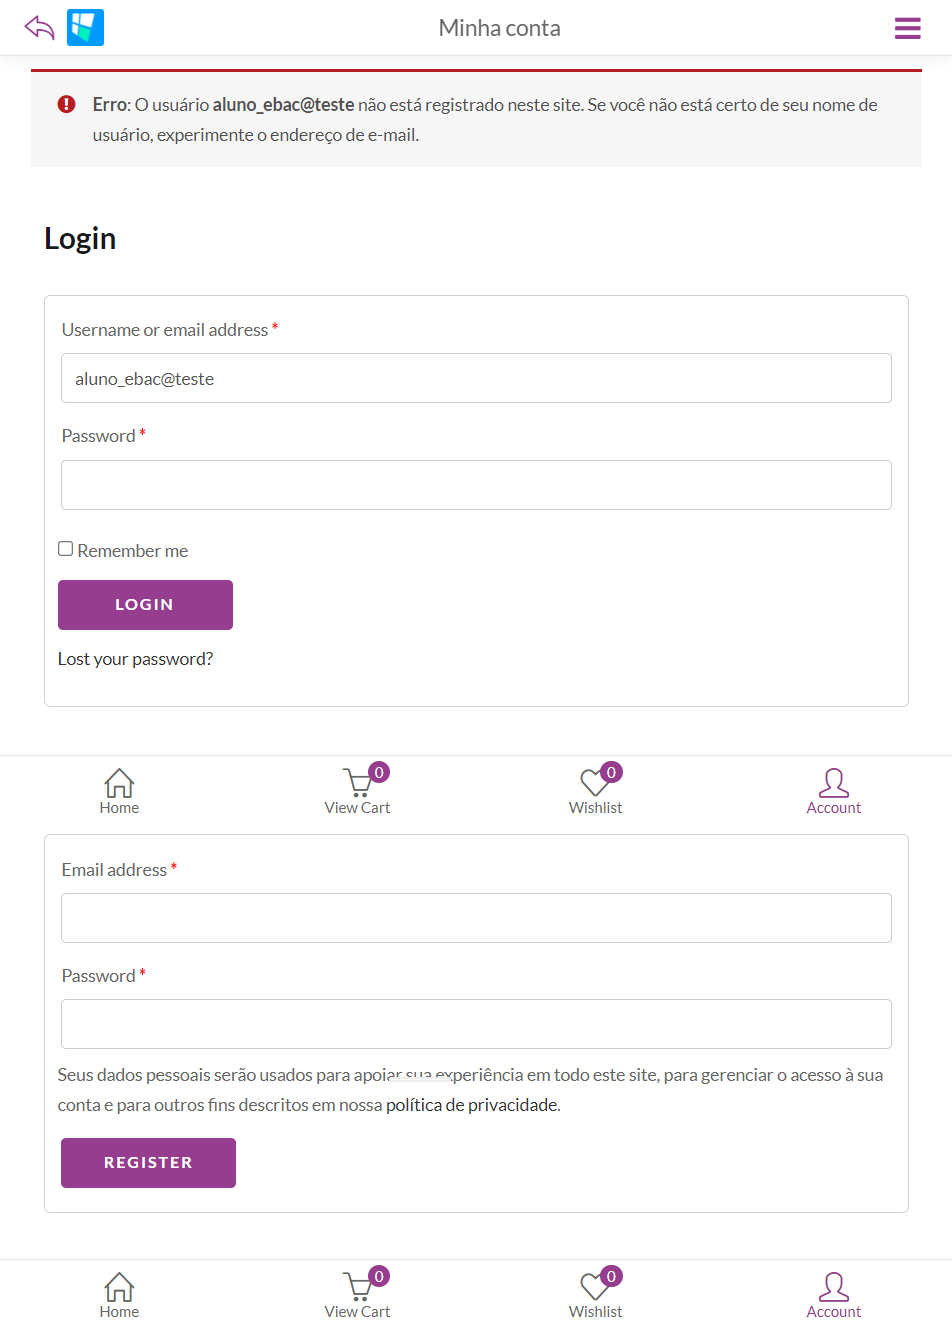 Minha conta
Erro: O usuário aluno_ebac@teste não está registrado neste site. Se você não está certo de seu nome de
usuário, experimente o endereço de e-mail.
Login
Username or email address *
aluno_ebac@teste
Password *
Remember me
LOGIN
Lost your password?
0
0
Home
View Cart
Wishlist
Account
Email address *
Password *
Seus dados pessoais serão usados para apoiar sua experiência em todo este site, para gerenciar o acesso à sua
conta e para outros fins descritos em nossa política de privacidade.
REGISTER
0
0
Home
View Cart
Wishlist
Account